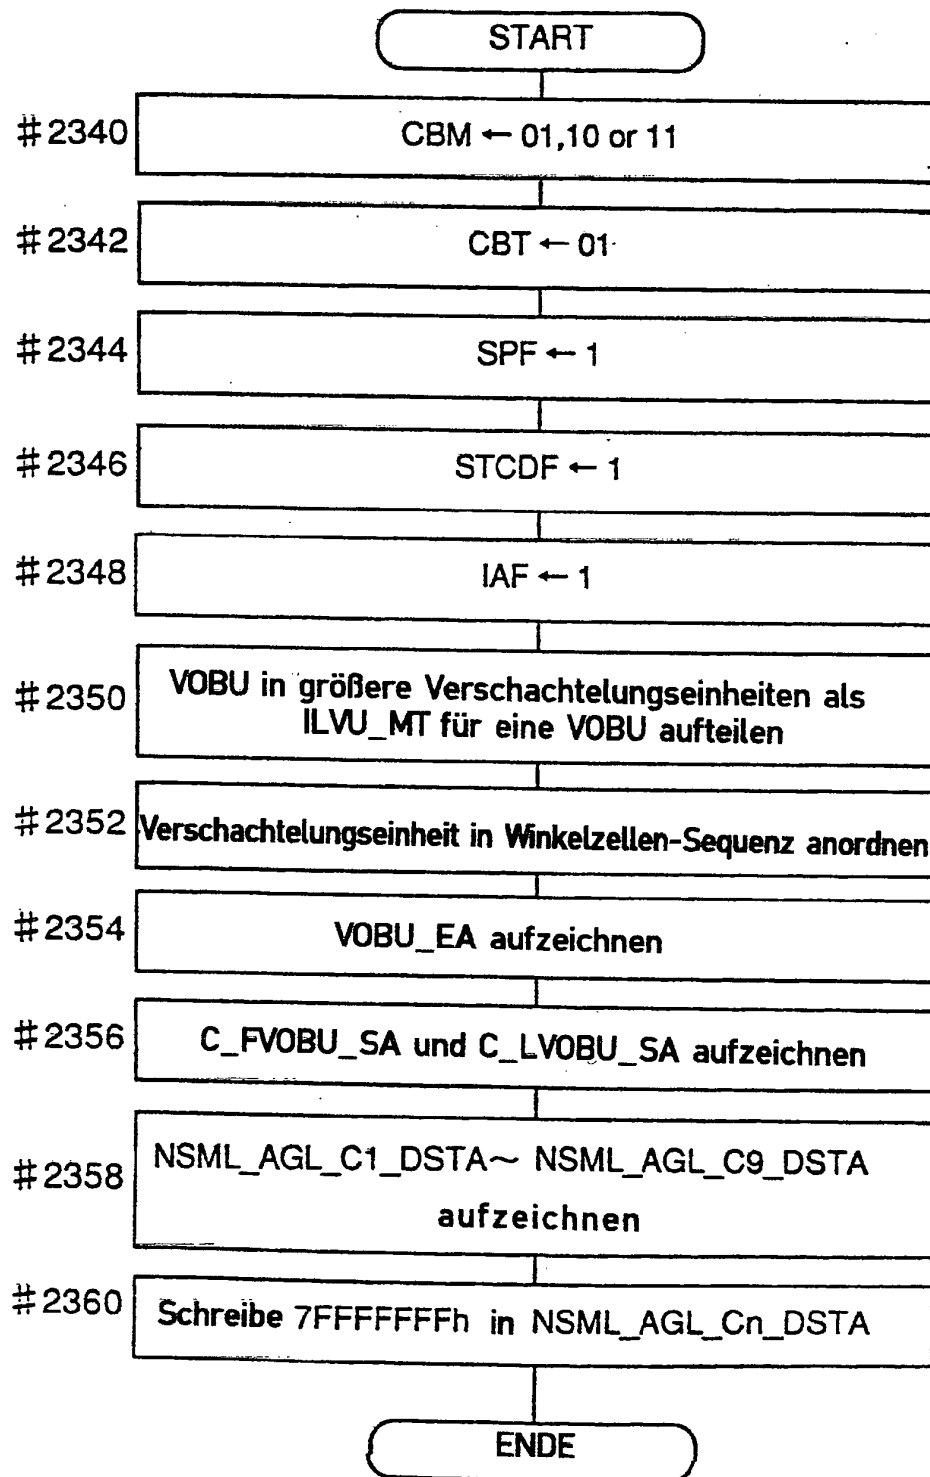 START
#2340 CBM ← 01,10 or 11
#2342 CBT ← 01
#2344 SPF ← 1
#2346 STCDF ← 1
#2348 IAF ← 1
#2350 VOBU in größere Verschachtelungseinheiten als
ILVU_MT für eine VOBU aufteilen
#2352 Verschachtelungseinheit in Winkelzellen-Sequenz anordnen
#2354 VOBU_EA aufzeichnen
#2356 C_FVOBU_SA und C_LVOBU_SA aufzeichnen
#2358 NSML_AGL_C1_DSTA~ NSML_AGL_C9_DSTA
aufzeichnen
#2360 Schreibe 7FFFFFFFh in NSML_AGL_Cn_DSTA
ENDE